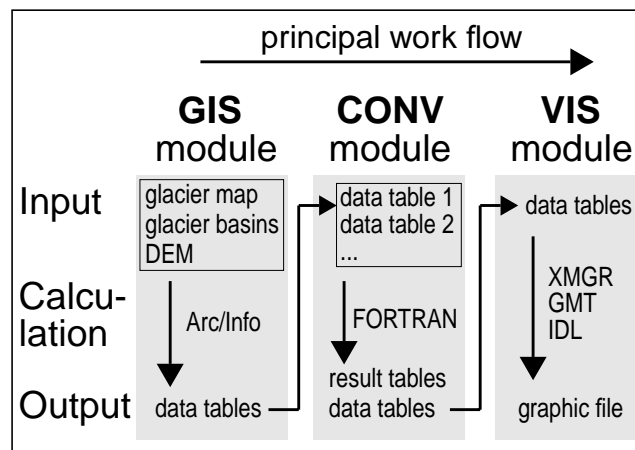 principal work flow
GIS
module
CONV
module
VIS
module
Input
glacier map
glacier basins
DEM
data table 1
data table 2
...
data tables
Calcu-
lation
Arc/Info
FORTRAN
XMGR
GMT
IDL
Output
data tables
result tables
data tables
graphic file